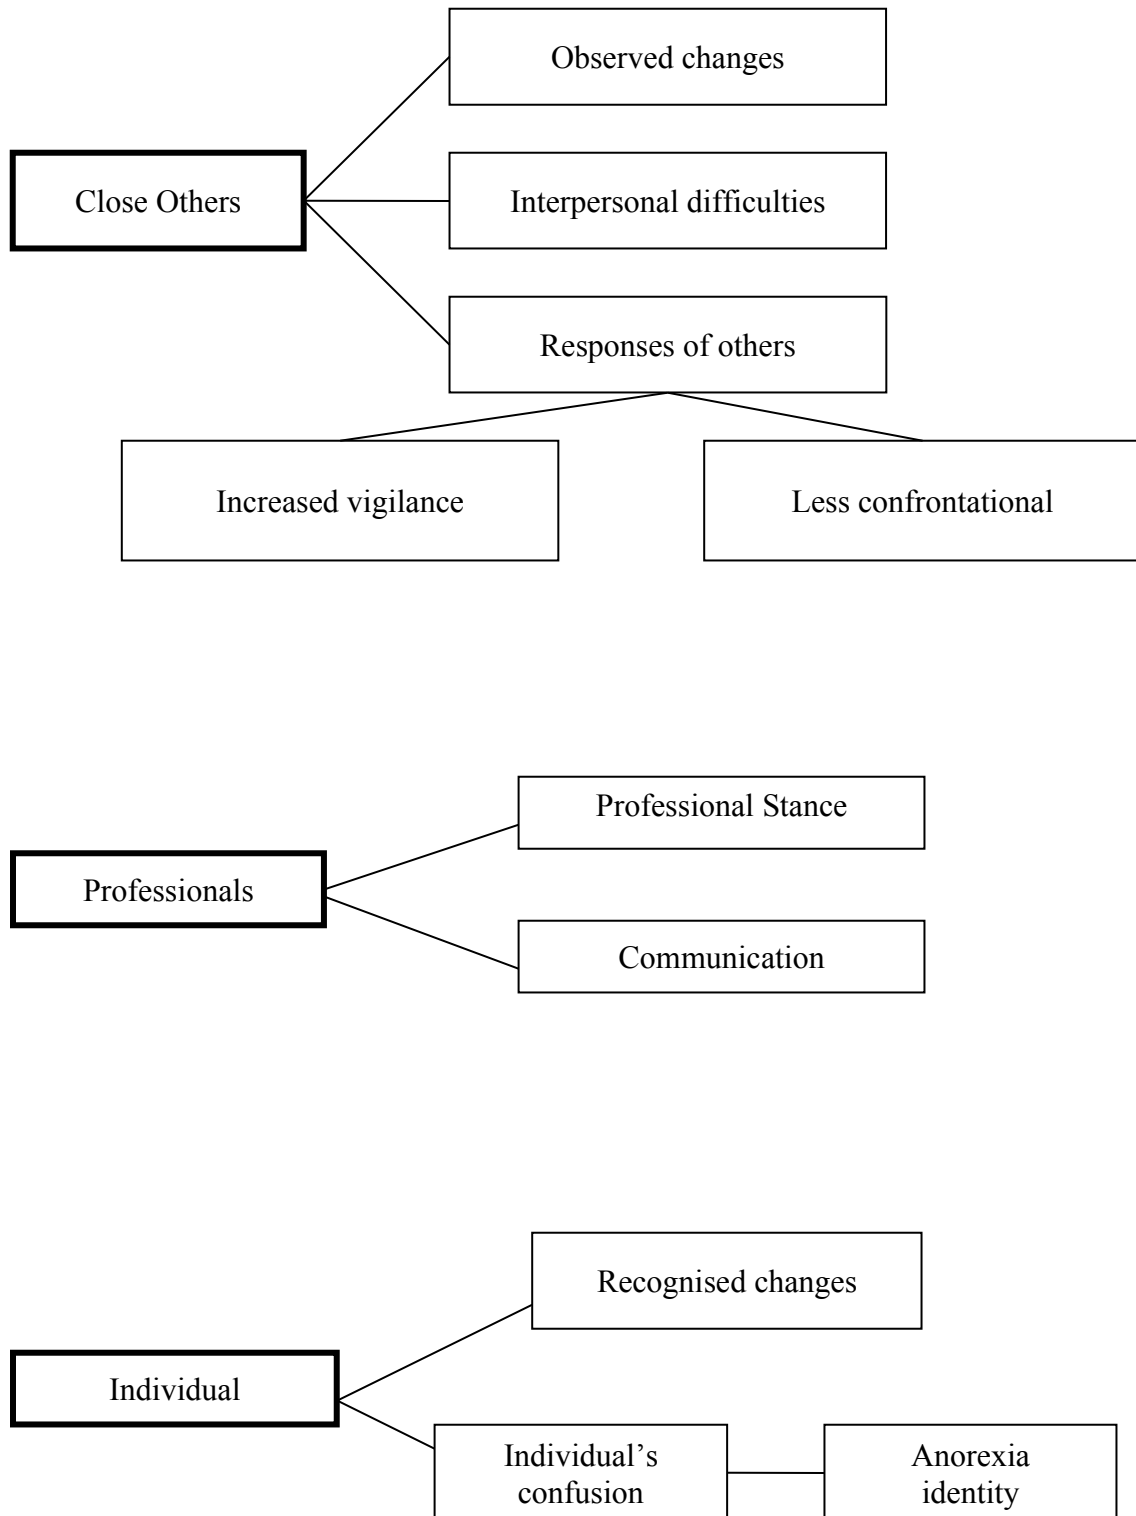 Observed changes
Close Others
Interpersonal difficulties
Responses of others
Increased vigilance
Less confrontational
Professional Stance
Professionals
Communication
Recognised changes
Individual
Individual’s
confusion
Anorexia
identity